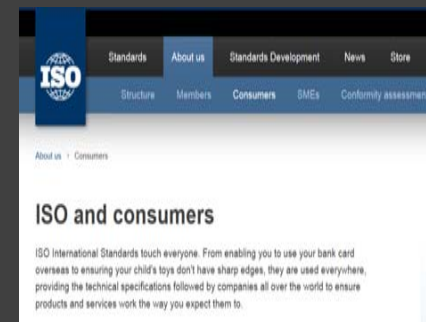 ISO
Standards About us Standards Development News Store
Structure Members Consumers SMEs Conformity assessmen
About us Consumers
ISO and consumers
ISO International Standards touch everyone. From enabling you to use your bank card
overseas to ensuring your child's toys don't have sharp edges, they are used everywhere,
providing the technical specifications followed by companies all over the world to ensure
products and services work the way you expect them to.